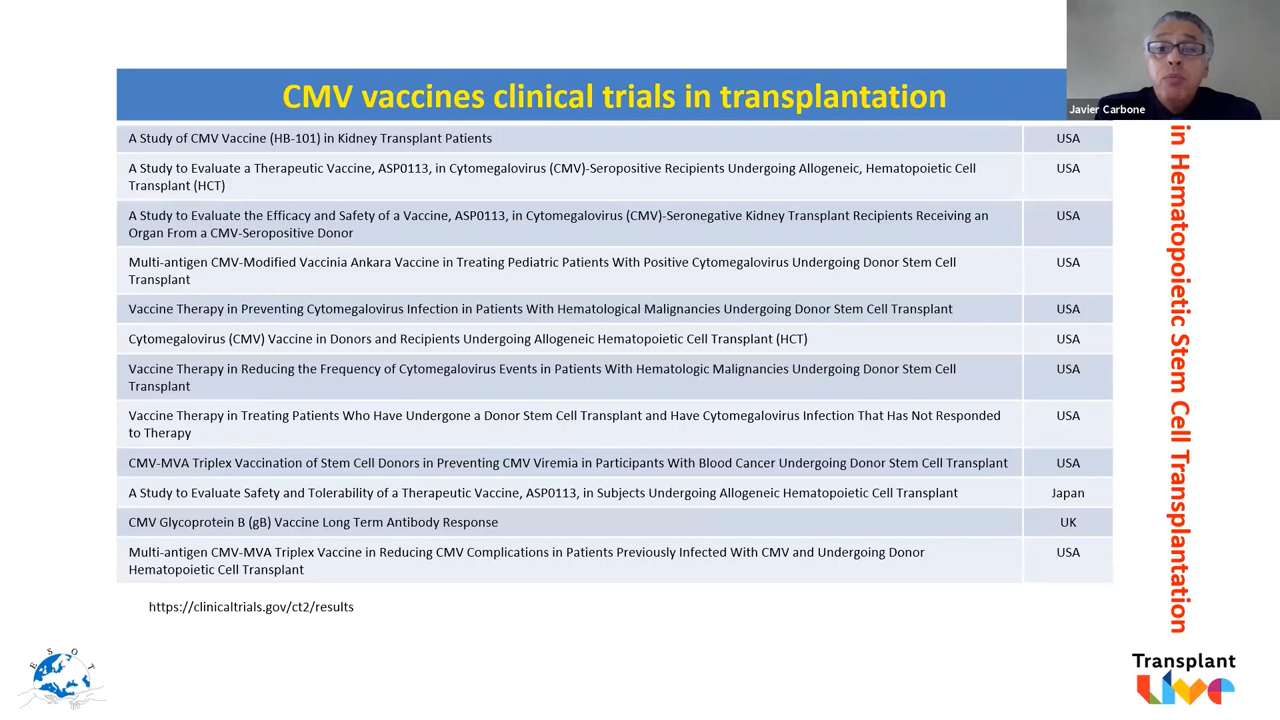 CMV vaccines clinical trials in transplantation
Javier Carbone
A Study of CMV Vaccine (HB-101) in Kidney Transplant Patients
USA
A Study to Evaluate a Therapeutic Vaccine, ASP0113, in Cytomegalovirus (CMV)-Seropositive Recipients Undergoing Allogeneic, Hematopoietic Cell
Transplant (HCT)
USA
A Study to Evaluate the Efficacy and Safety of a Vaccine, ASP0113, in Cytomegalovirus (CMV)-Seronegative Kidney Transplant Recipients Receiving an
Organ From a CMV-Seropositive Donor
USA
Multi-antigen CMV-Modified Vaccinia Ankara Vaccine in Treating Pediatric Patients With Positive Cytomegalovirus Undergoing Donor Stem Cell
Transplant
USA
Vaccine Therapy in Preventing Cytomegalovirus Infection in Patients With Hematological Malignancies Undergoing Donor Stem Cell Transplant
USA
Cytomegalovirus (CMV) Vaccine in Donors and Recipients Undergoing Allogeneic Hematopoietic Cell Transplant (HCT)
USA
Vaccine Therapy in Reducing the Frequency of Cytomegalovirus Events in Patients With Hematologic Malignancies Undergoing Donor Stem Cell
Transplant
USA
Vaccine Therapy in Treating Patients Who Have Undergone a Donor Stem Cell Transplant and Have Cytomegalovirus Infection That Has Not Responded
to Therapy
USA
CMV-MVA Triplex Vaccination of Stem Cell Donors in Preventing CMV Viremia in Participants With Blood Cancer Undergoing Donor Stem Cell Transplant
USA
A Study to Evaluate Safety and Tolerability of a Therapeutic Vaccine, ASP0113, in Subjects Undergoing Allogeneic Hematopoietic Cell Transplant
Japan
CMV Glycoprotein B (gB) Vaccine Long Term Antibody Response
UK
Multi-antigen CMV-MVA Triplex Vaccine in Reducing CMV Complications in Patients Previously Infected With CMV and Undergoing Donor
Hematopoietic Cell Transplant
USA
in Hematopoietic Stem Cell Transplantation
https://clinicaltrials.gov/ct2/results
ESOT
Transplant
Live